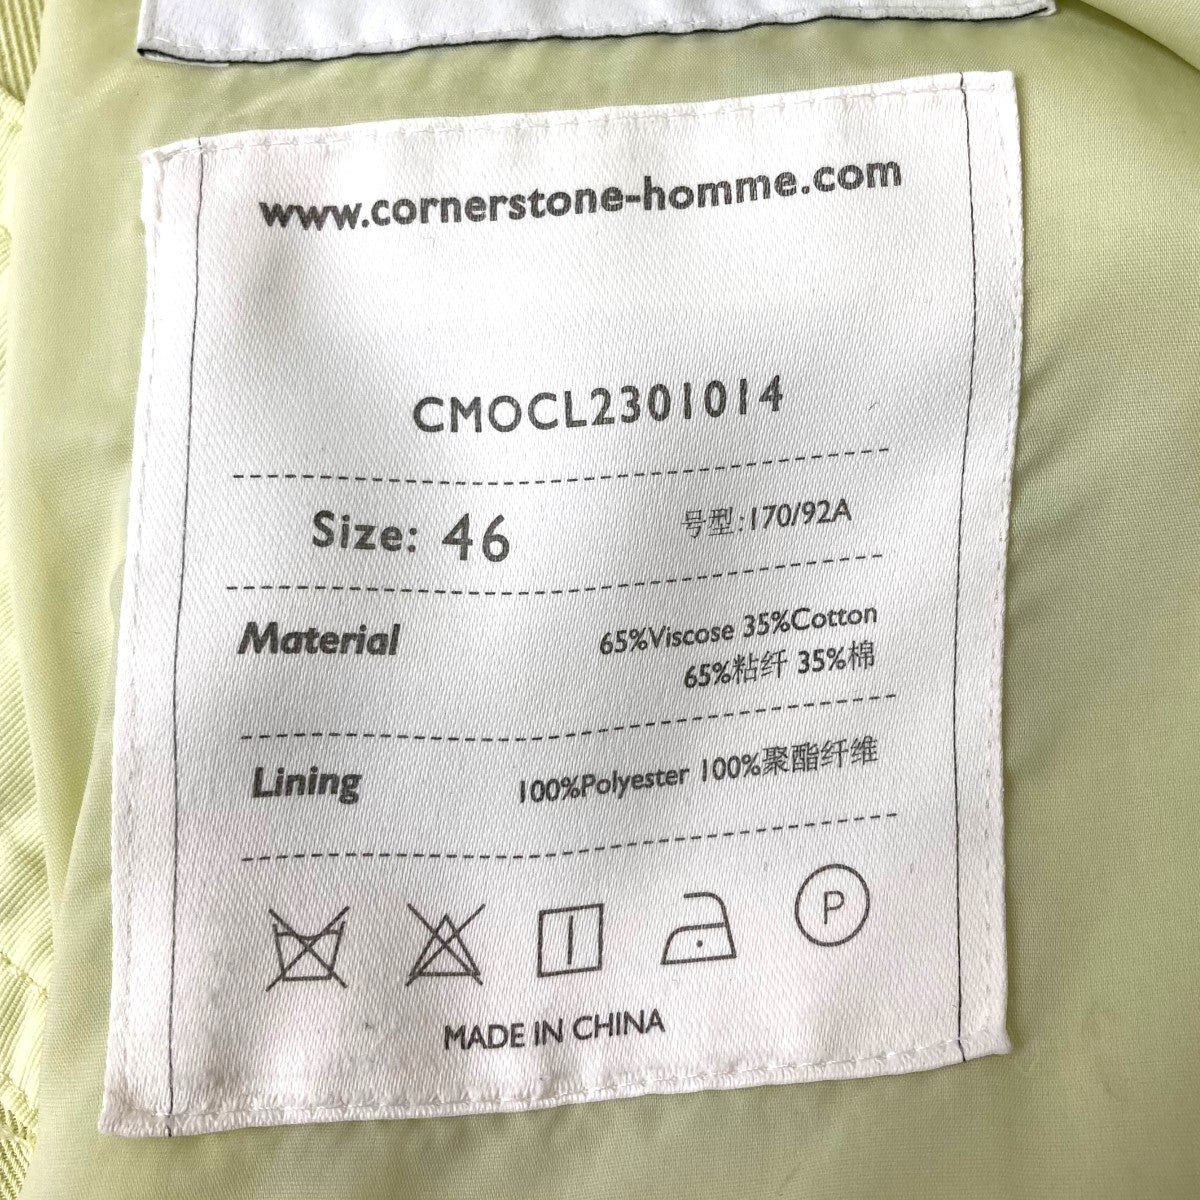 www.cornerstone-homme.com
CMOCL2301014
Size: 46 号型:170/92A
Material 65%Viscose 35%Cotton
65%粘纤 35%棉
Lining 100%Polyester 100%聚酯纤维
P
MADE IN CHINA